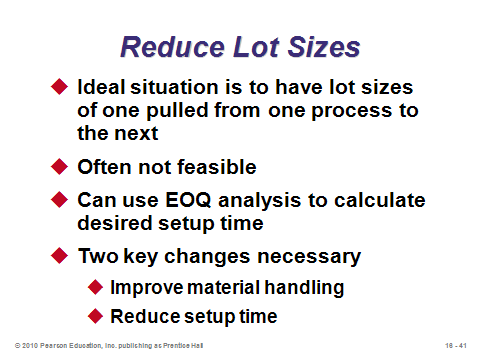 Reduce Lot Sizes
Ideal situation is to have lot sizes
of one pulled from one process to
the next
Often not feasible
Can use EOQ analysis to calculate
desired setup time
Two key changes necessary
Improve material handling
Reduce setup time
© 2010 Pearson Education, Inc. publishing as Prentice Hall
16 - 41